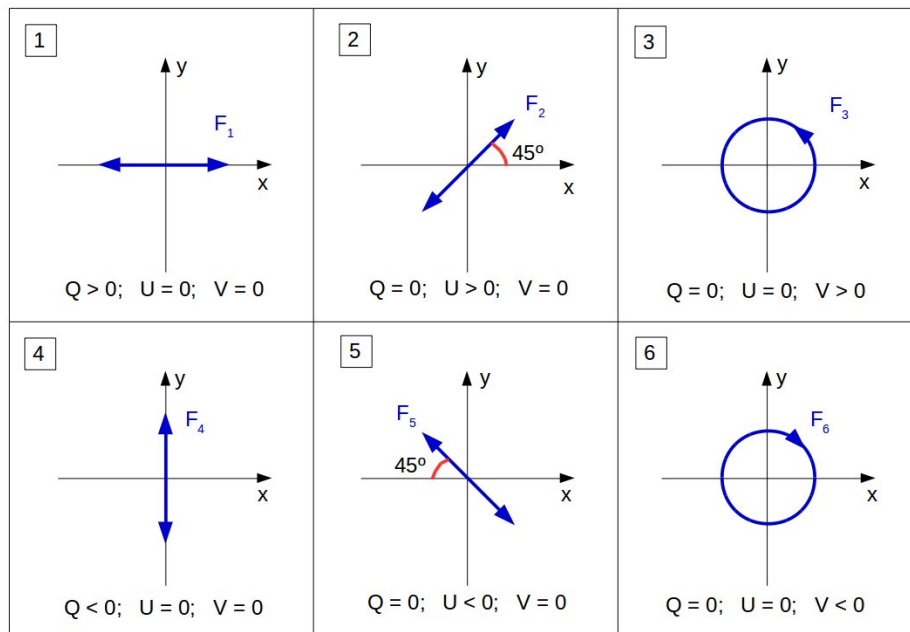 1
y
F1
x
Q > 0; U = 0; V = 0
2
y
F2
45º
x
Q = 0; U > 0; V = 0
3
y
F3
x
Q = 0; U = 0; V > 0
4
y
F4
x
Q < 0; U = 0; V = 0
5
y
F5
45º
x
Q = 0; U < 0; V = 0
6
y
F6
x
Q = 0; U = 0; V < 0